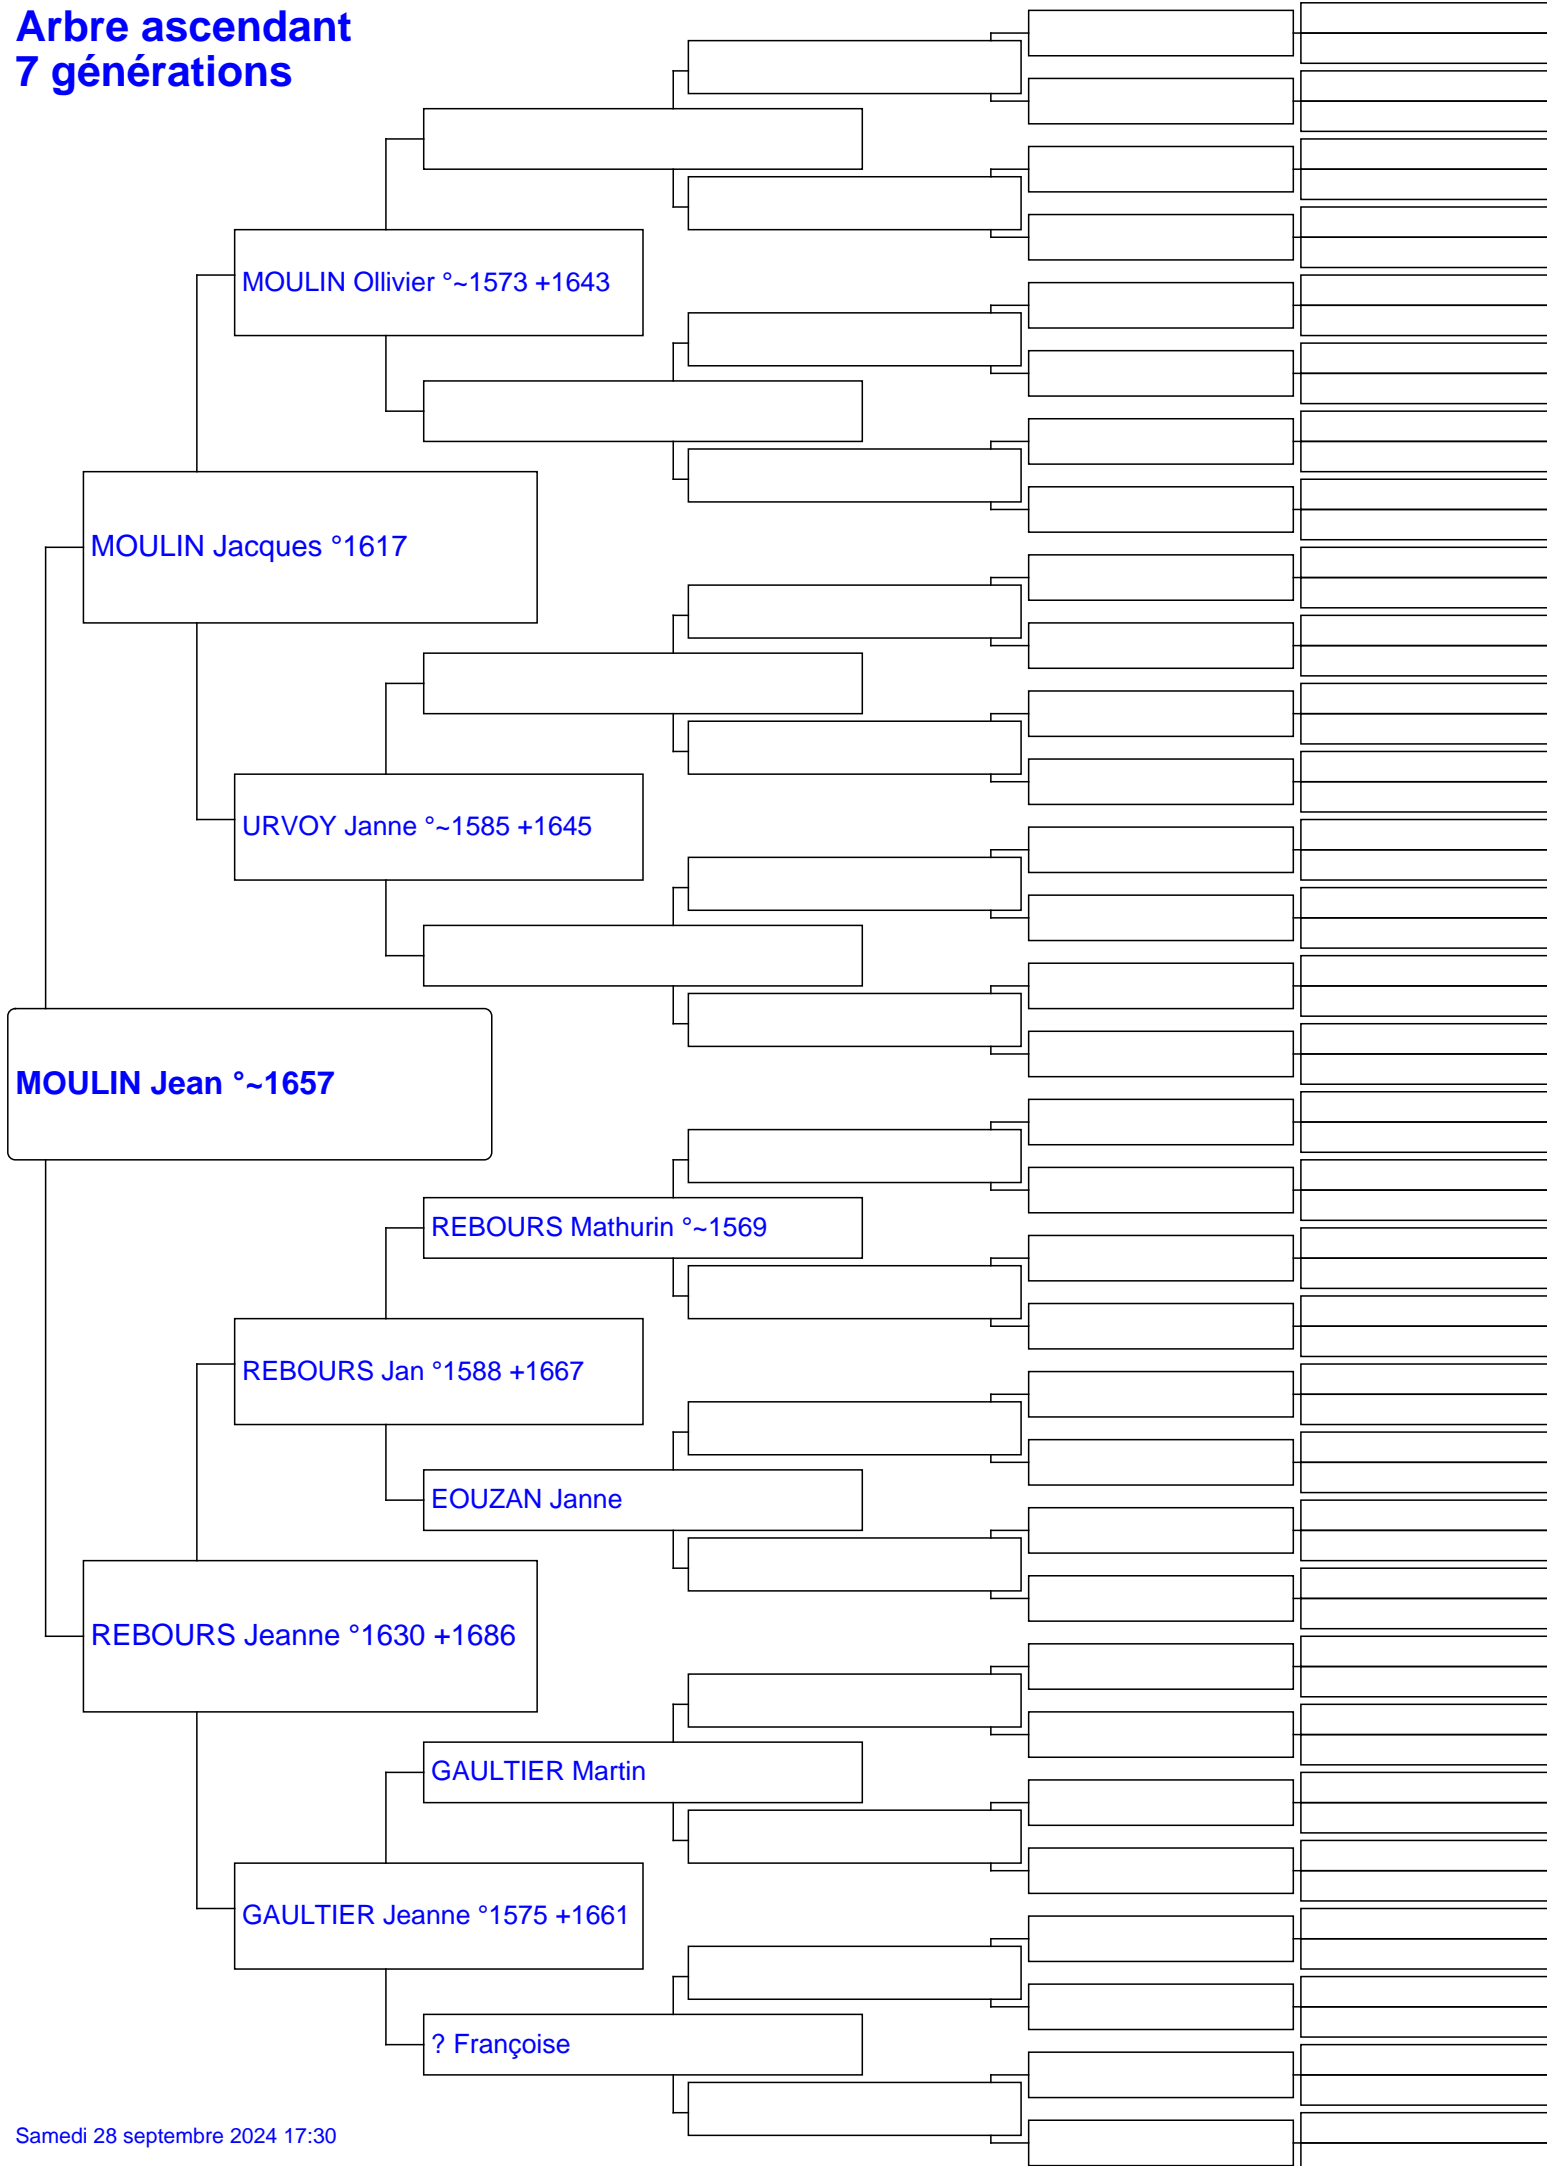 Arbre ascendant
7 générations
MOULIN Ollivier °~1573 +1643
MOULIN Jacques °1617
URVOY Janne °~1585 +1645
MOULIN Jean °~1657
REBOURS Mathurin °~1569
REBOURS Jan °1588 +1667
EOUZAN Janne
REBOURS Jeanne °1630 +1686
GAULTIER Martin
GAULTIER Jeanne °1575 +1661
? Françoise
Samedi 28 septembre 2024 17:30